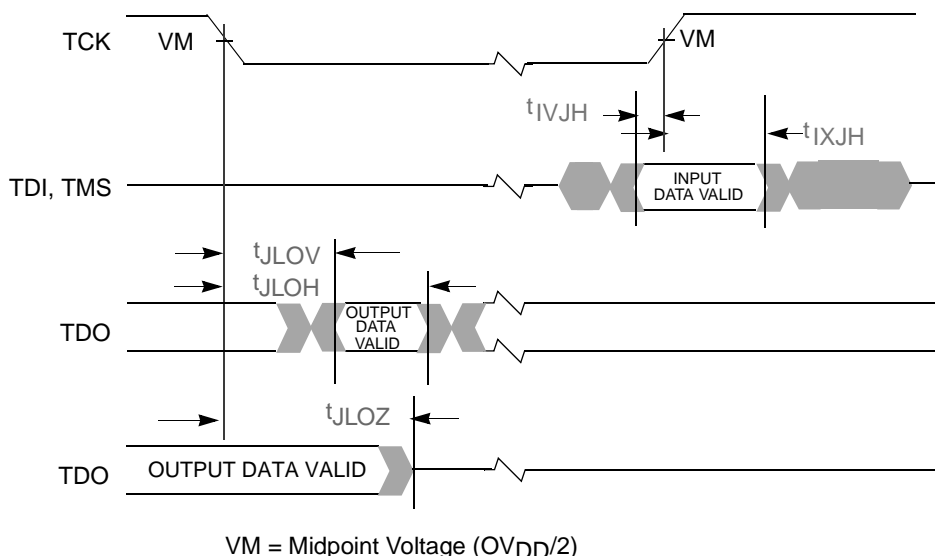 TCK
VM
VM
tIVJH
tIXJH
TDI, TMS
INPUT
DATA VALID
tJLOV
tJLOH
TDO
OUTPUT
DATA
VALID
tJLOZ
TDO
OUTPUT DATA VALID
VM = Midpoint Voltage (OVDD/2)